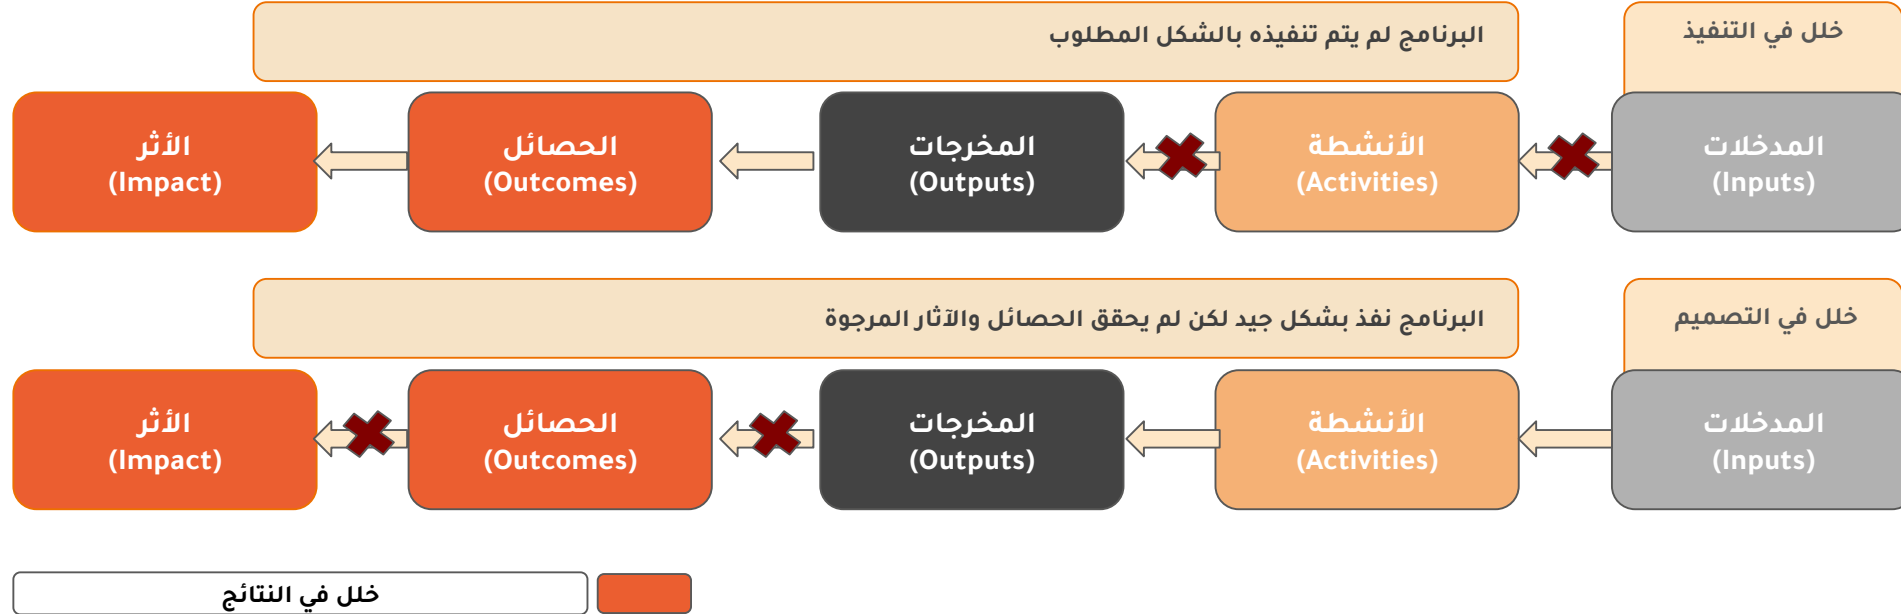 خلل في التنفيذ
البرنامج لم يتم تنفيذه بالشكل المطلوب
المدخلات
(Inputs)
الأنشطة
(Activities)
المخرجات
(Outputs)
الحصائل
(Outcomes)
الأثر
(Impact)
خلل في التصميم
البرنامج نفذ بشكل جيد لكن لم يحقق الحصائل والآثار المرجوة
المدخلات
(Inputs)
الأنشطة
(Activities)
المخرجات
(Outputs)
الحصائل
(Outcomes)
الأثر
(Impact)
خلل في النتائج